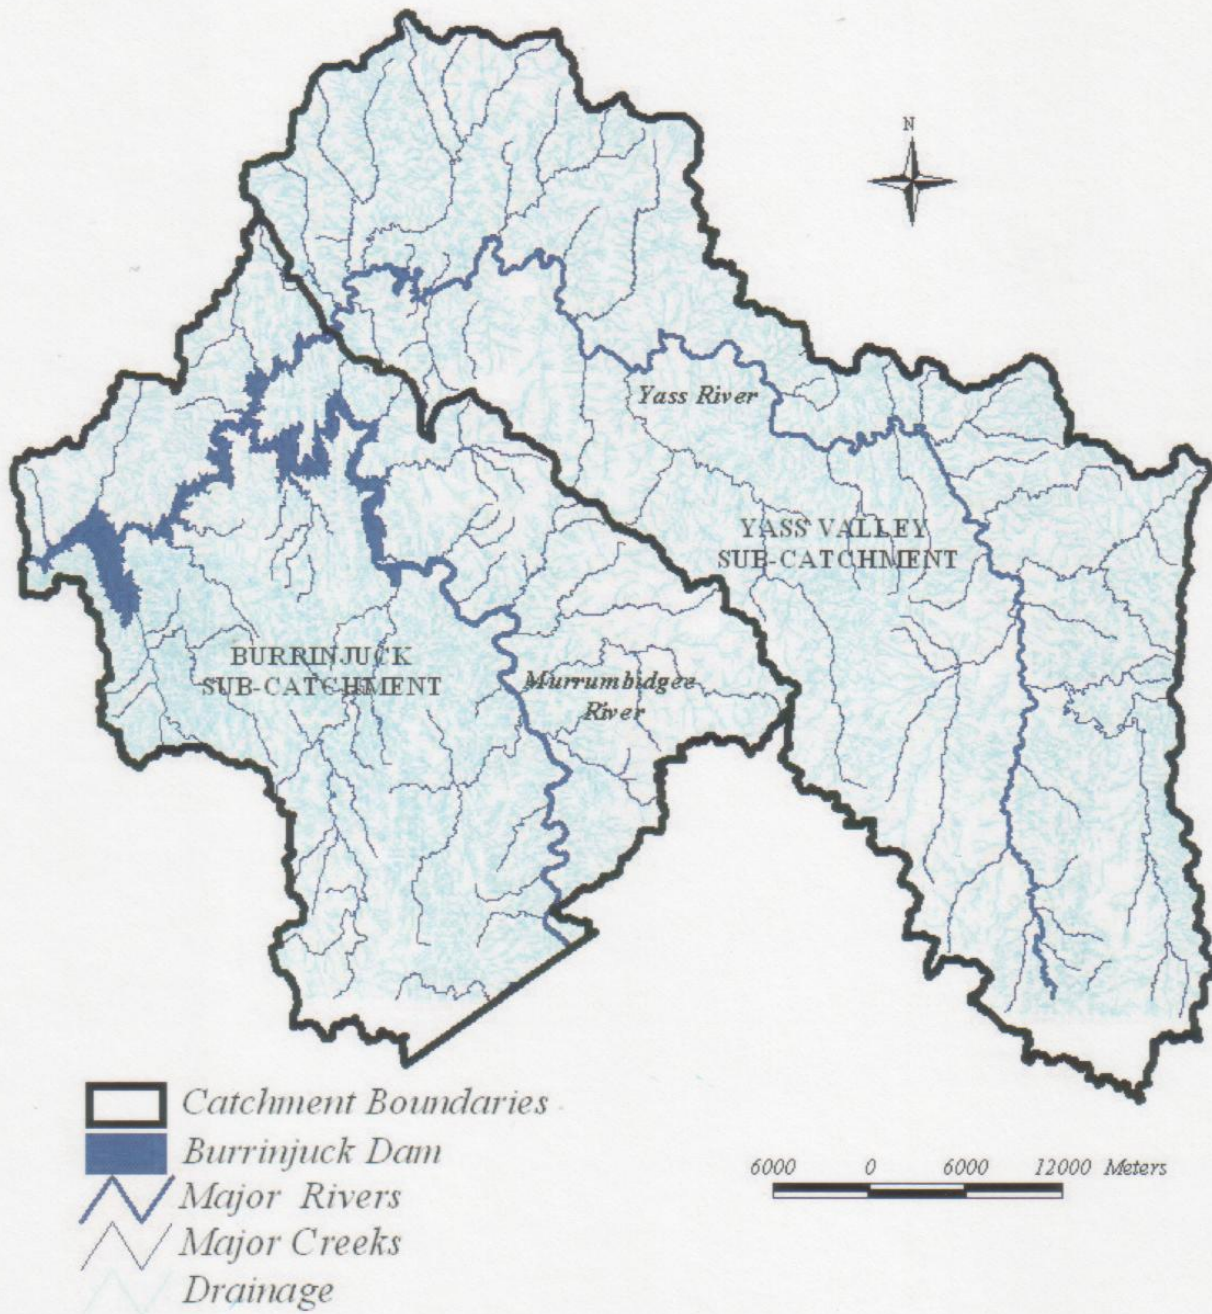 N
Yass River
YASS VALLEY
SUB-CATCHMENT
BURRINJUCK
SUB-CATCHMENT
Murrumbidgee
River
Catchment Boundaries
Burrinjuck Dam
Major Rivers
Major Creeks
Drainage
6000 0 6000 12000 Meters